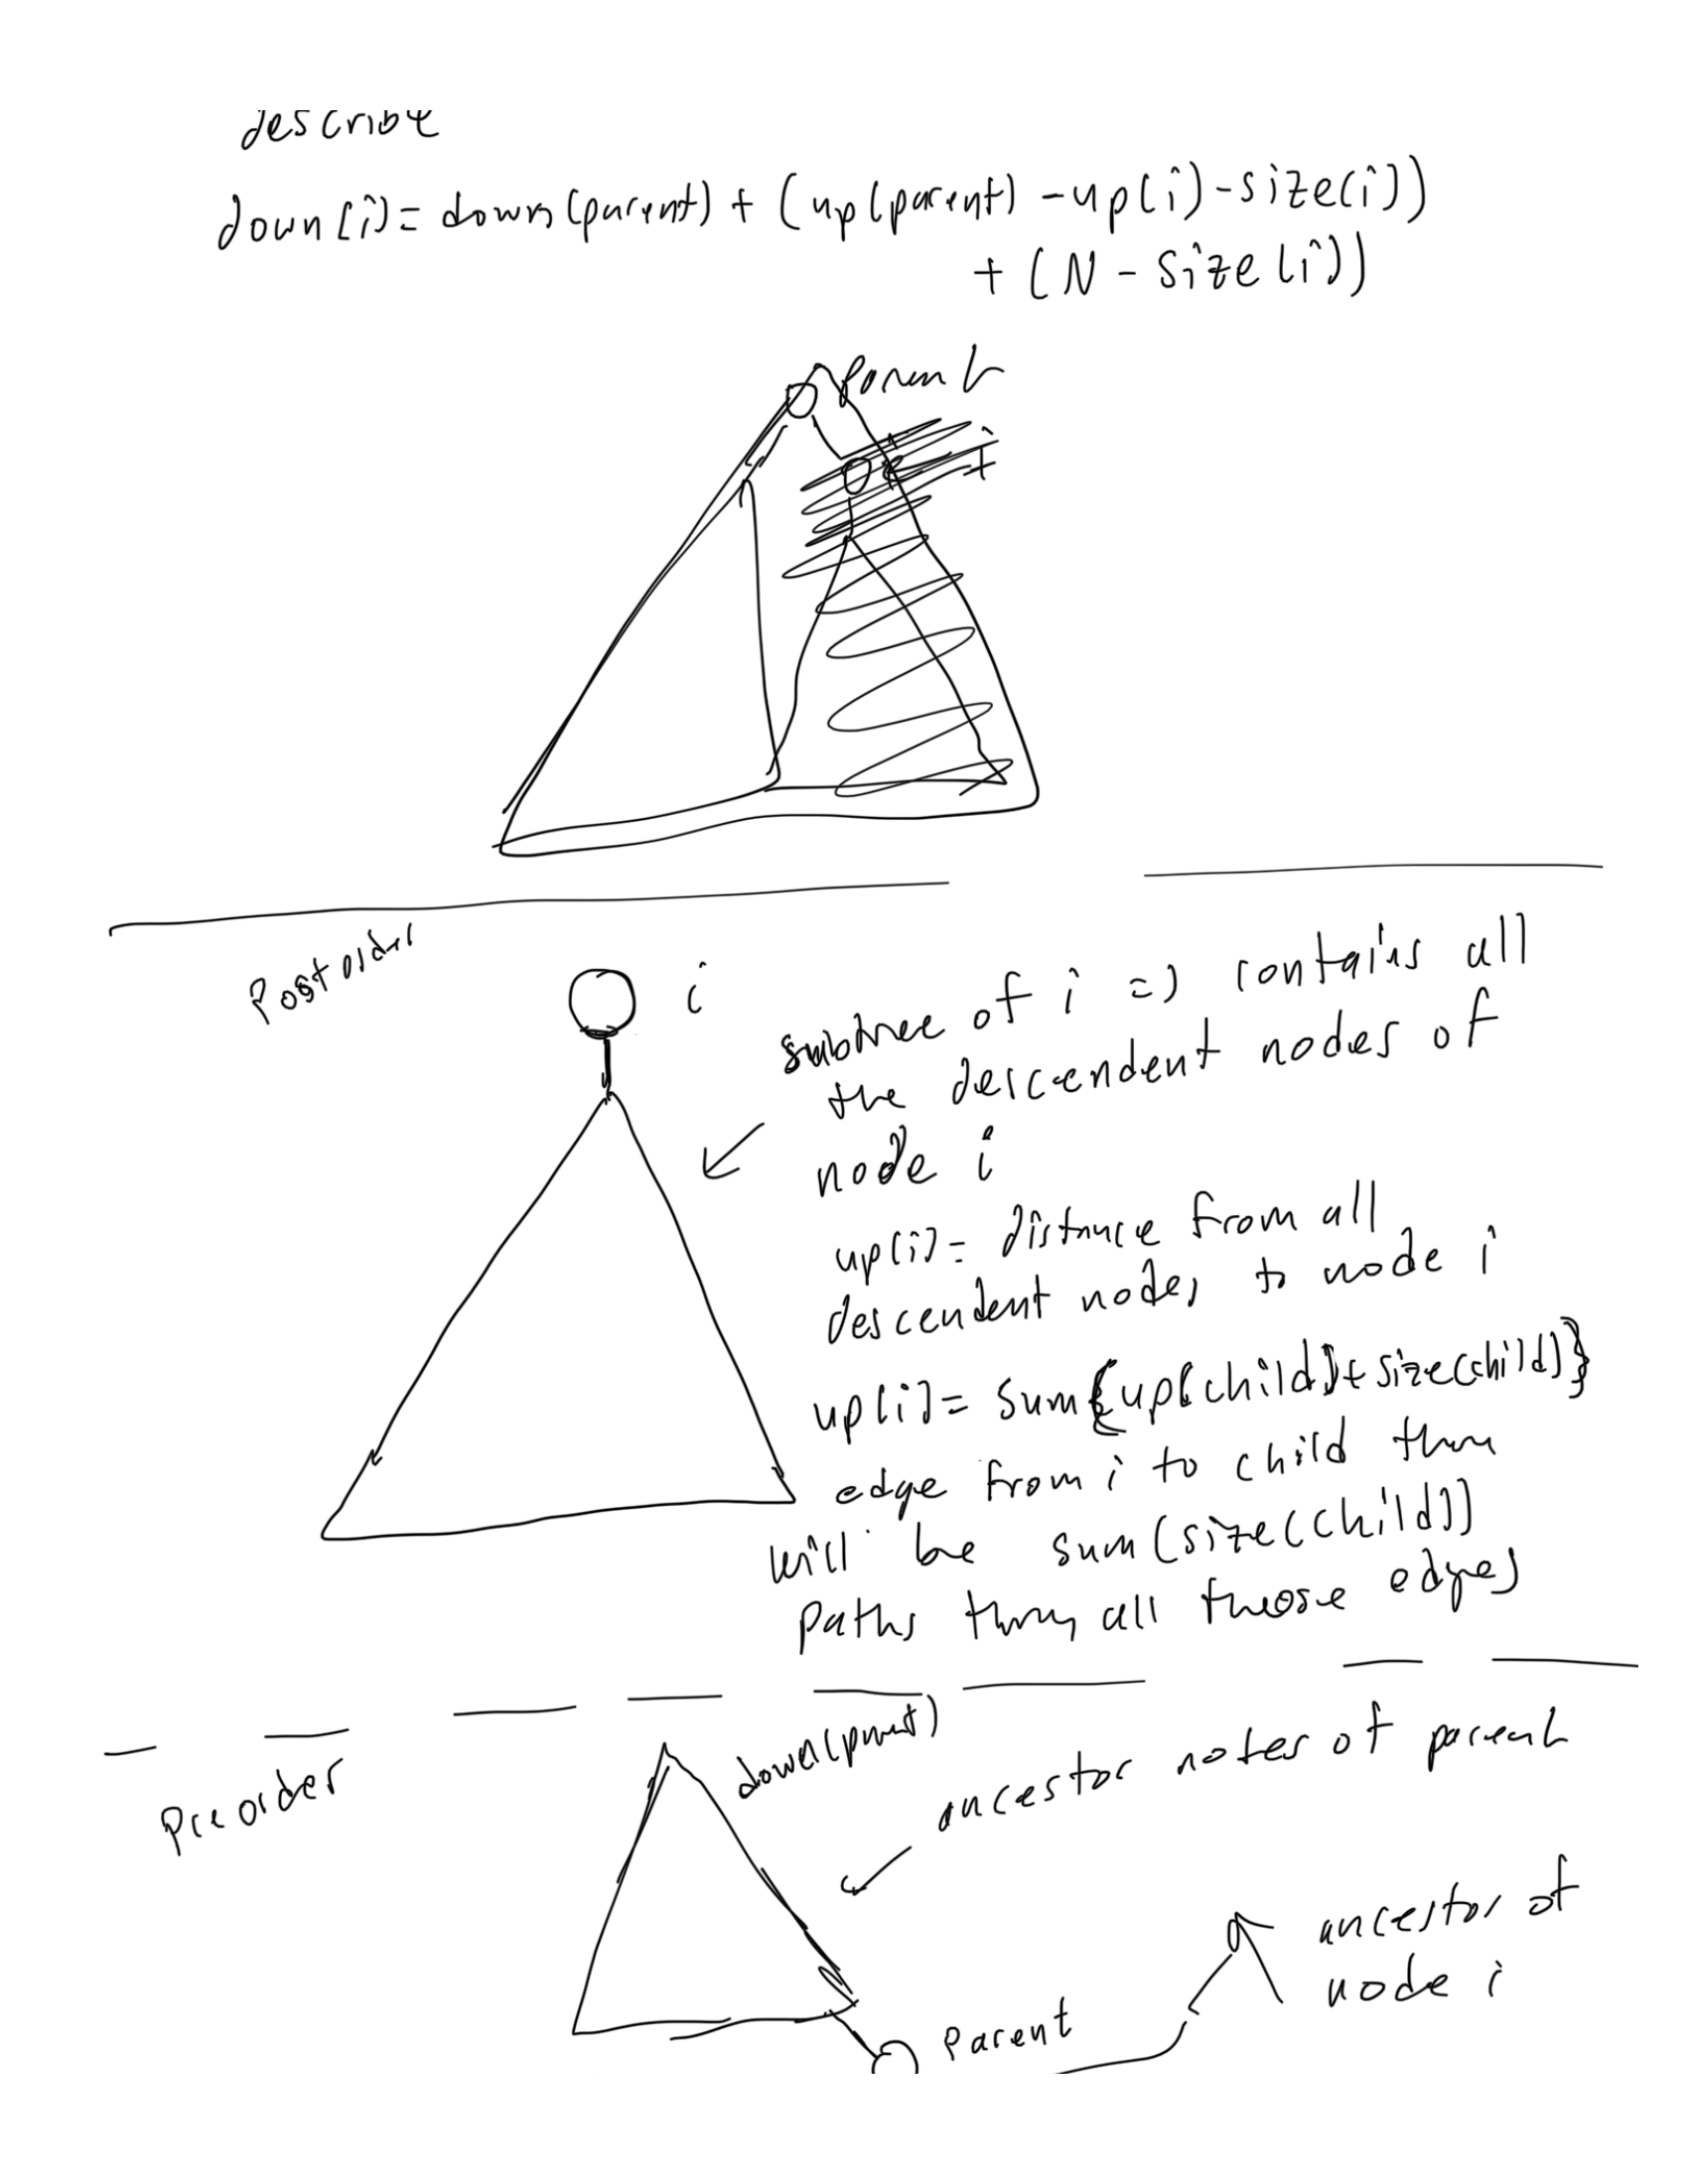 describe
down[i]= down(parent) + (up(parent) -up(i)-size(i))
+ (N - size(i))
parent
i
Postorder
i
subtree of i => contains all
the descendent nodes of
node i
up[i]= distance from all
descendent nodes to node i
up[i]= sum{up[child]+size(child)}
edge from i to child then
will be sum(size(child))
paths thru all those edges
Preorder
down(parent)
ancestor notes of parent
ancestor of
node i
Parent